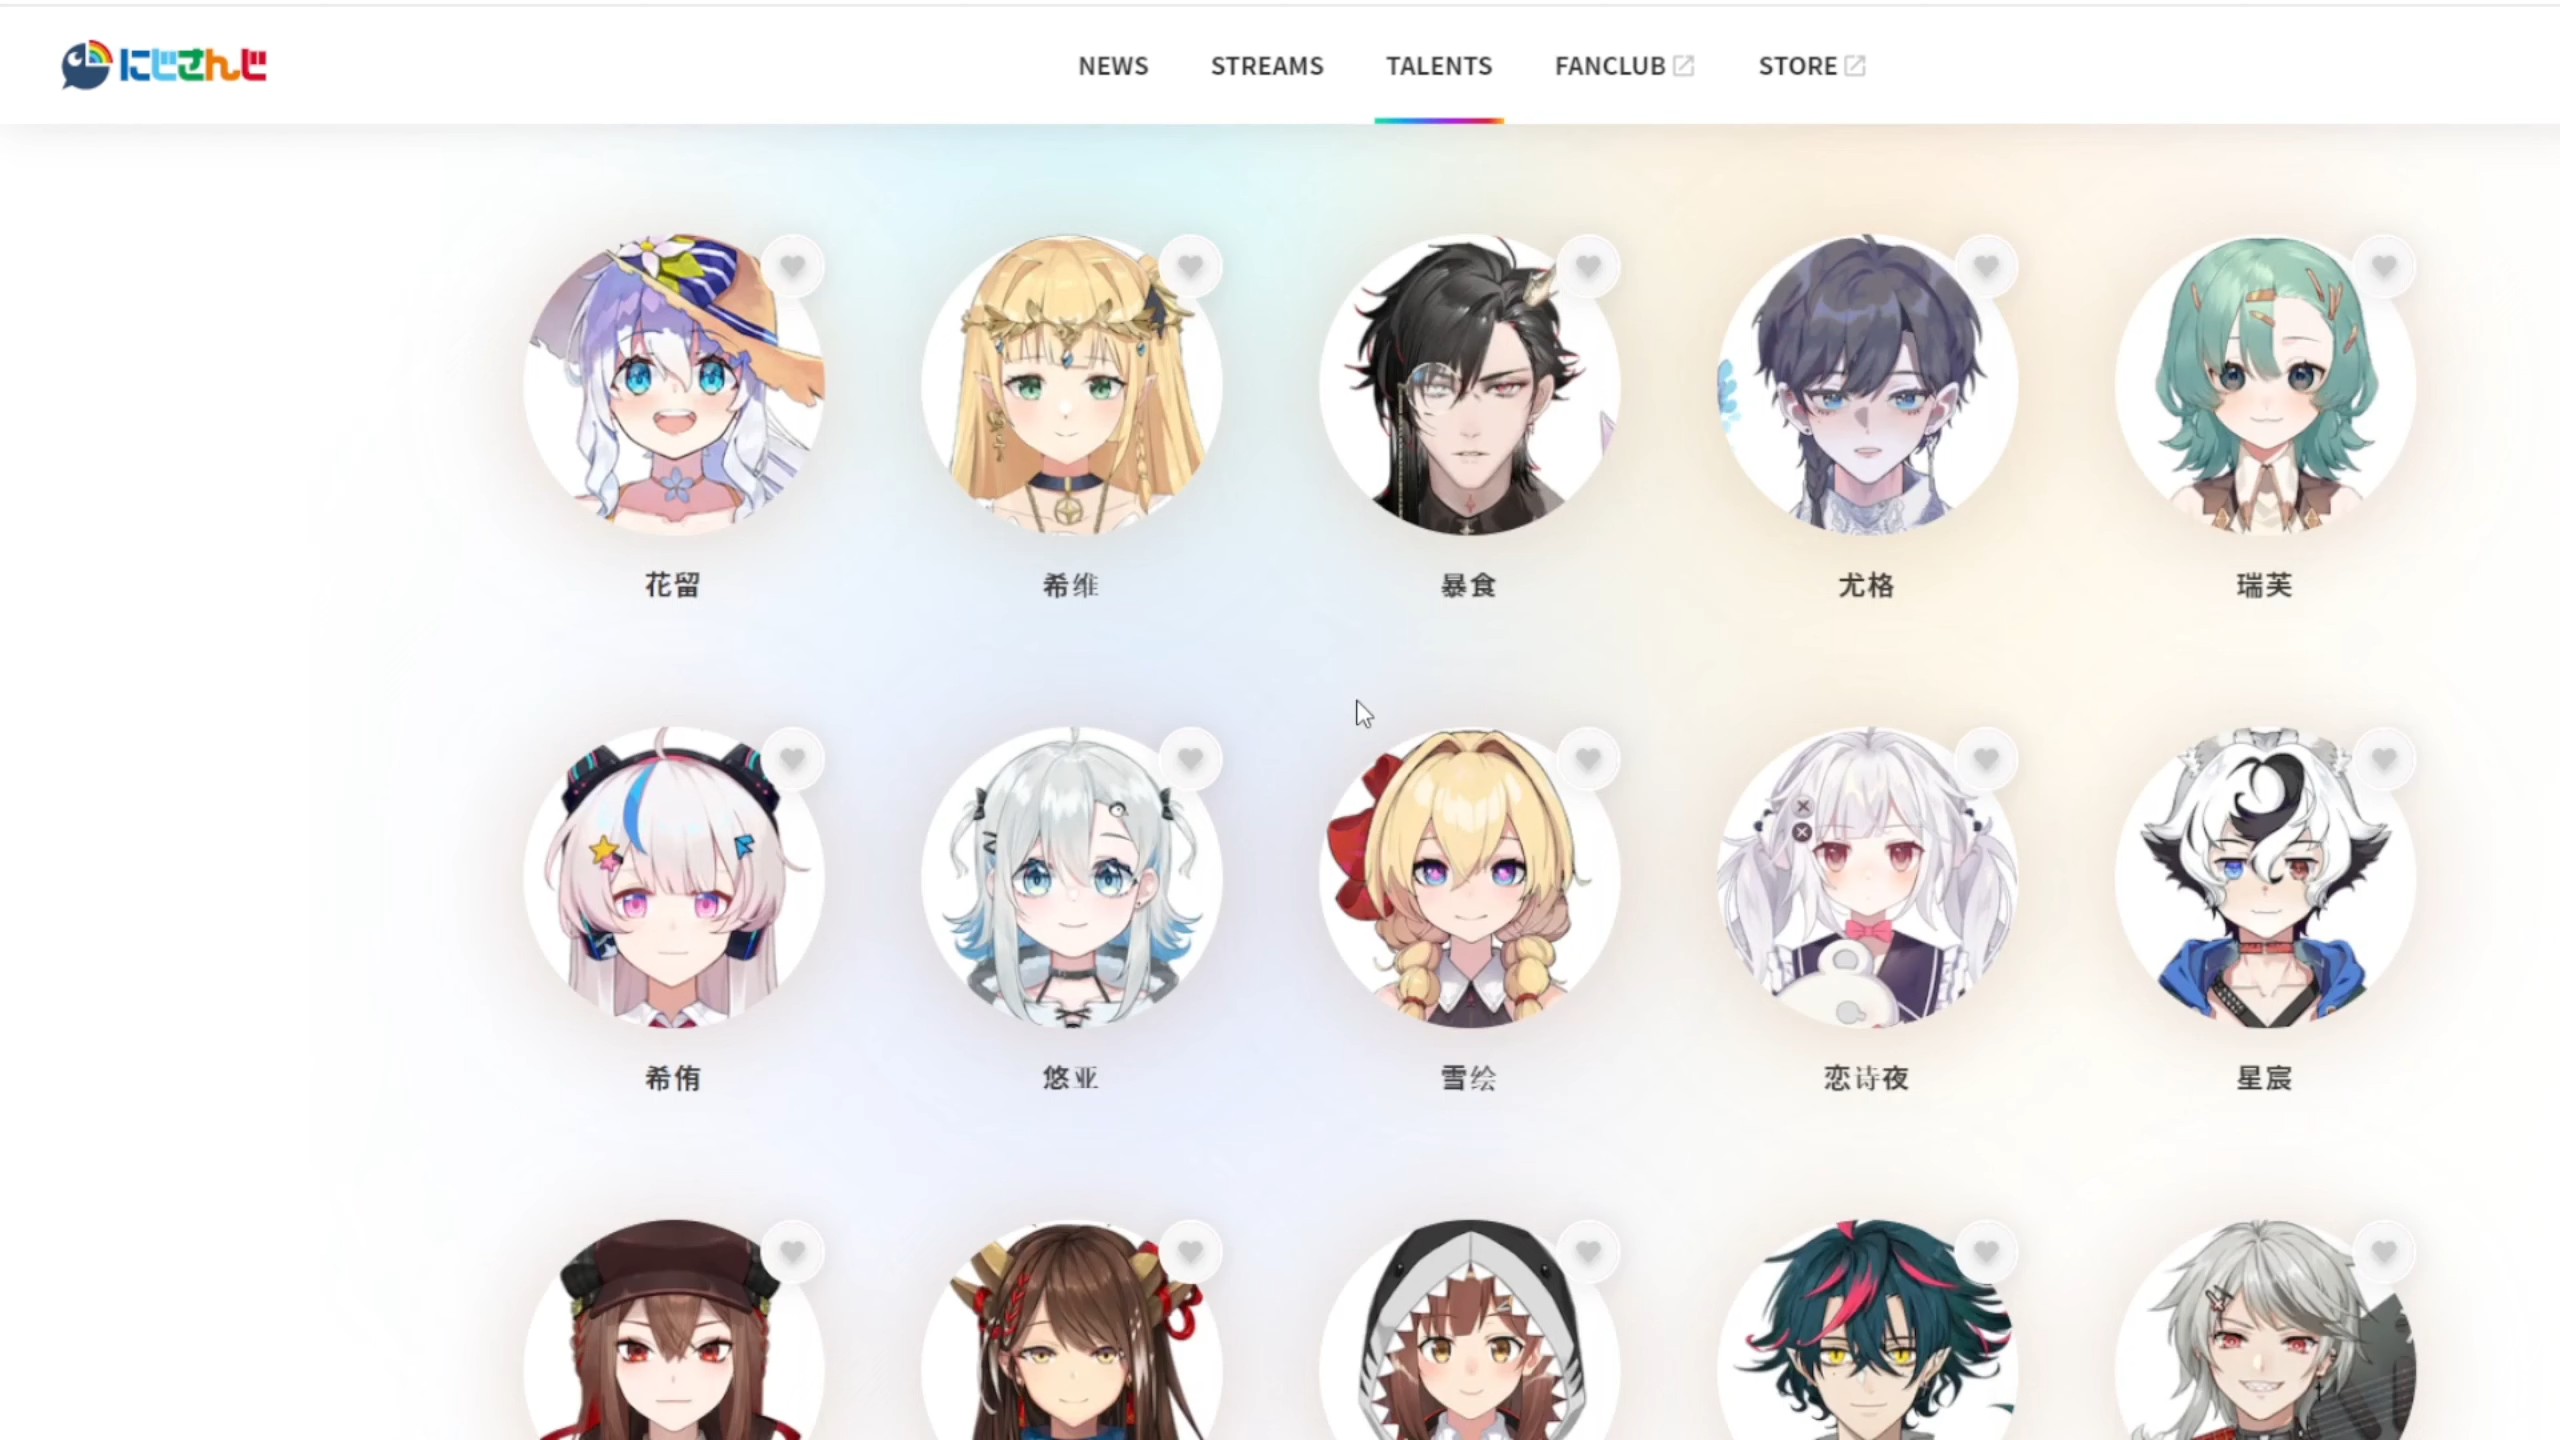 にじさんじ
NEWS
STREAMS
TALENTS
FANCLUB
STORE
花留
希维
暴食
尤格
瑞芙
希侑
悠亚
雪绘
恋诗夜
星宸